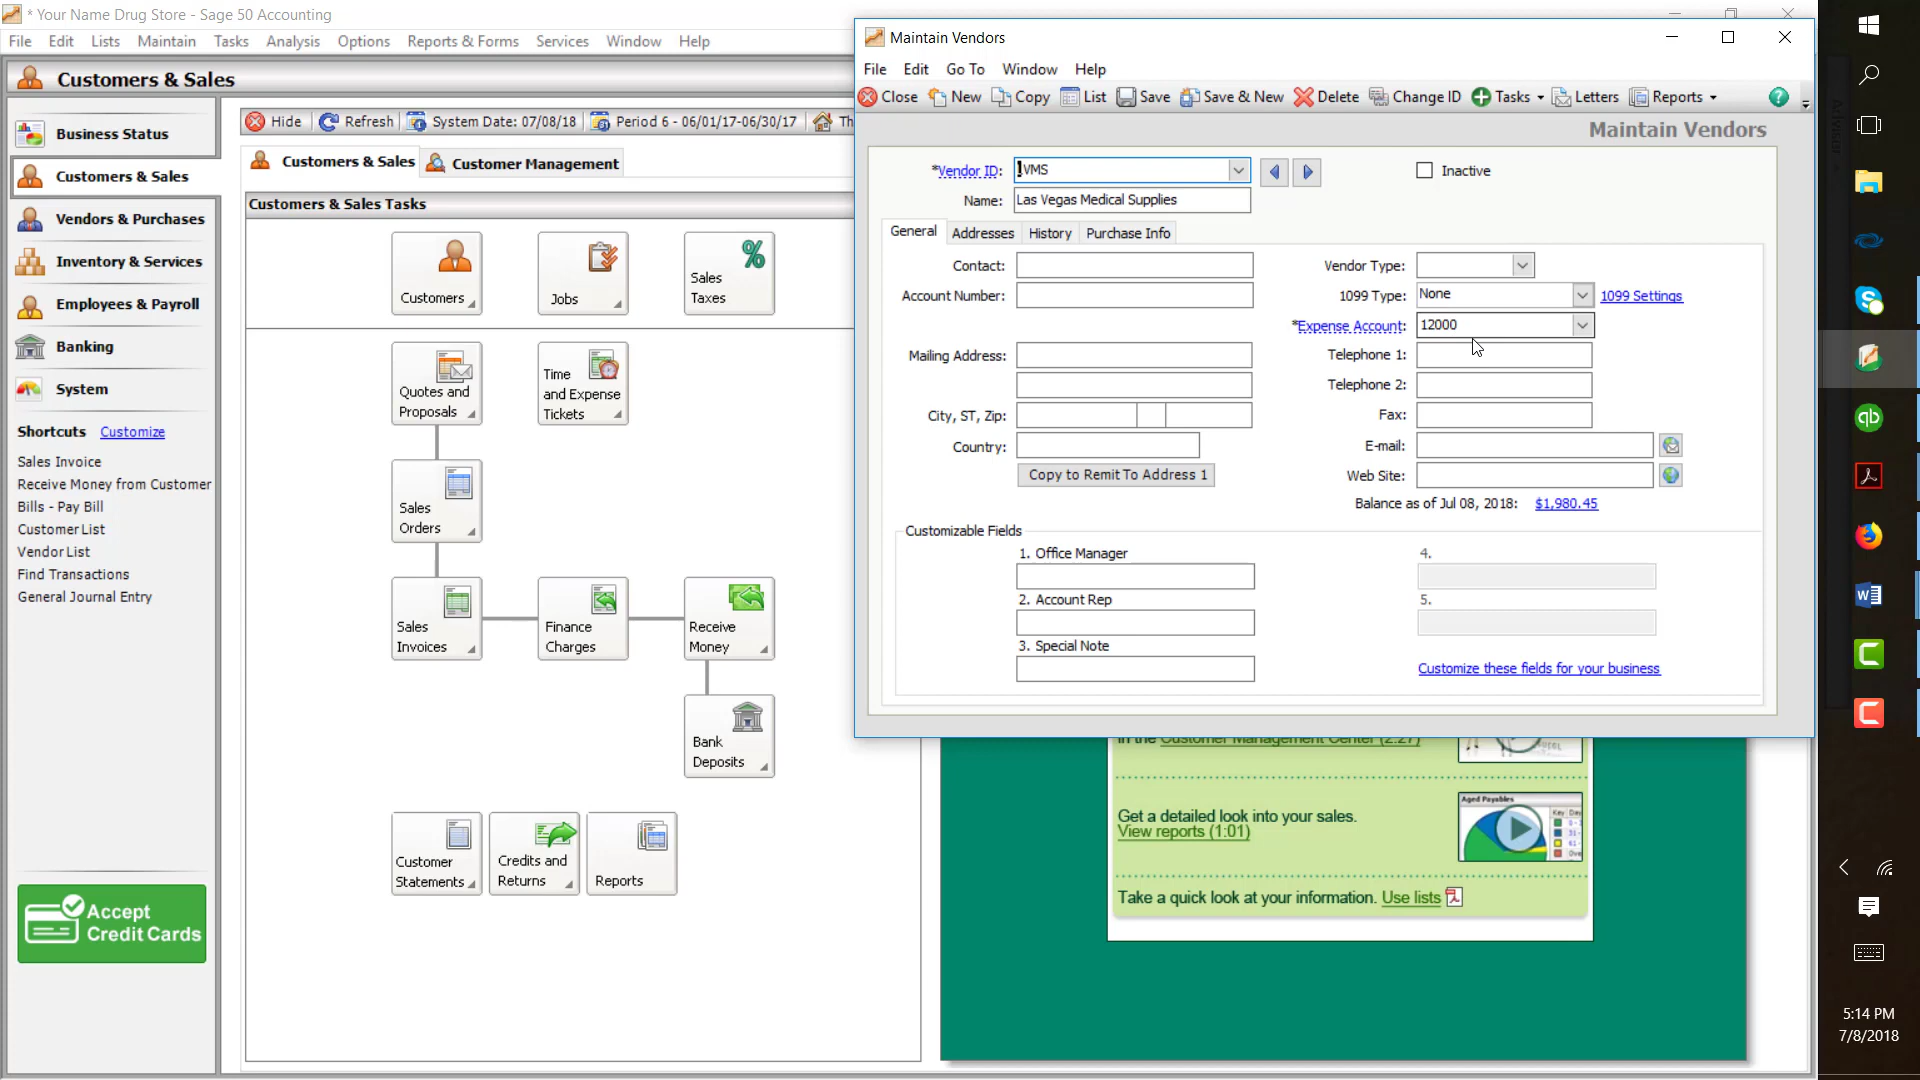 * Your Name Drug Store - Sage 50 Accounting
File Edit Lists Maintain Tasks Analysis Options Reports & Forms Services Window Help
Customers & Sales
Business Status
Customers & Sales
Vendors & Purchases
Inventory & Services
Employees & Payroll
Banking
System
Shortcuts Customize
Sales Invoice
Receive Money from Customer
Bills - Pay Bill
Customer List
Vendor List
Find Transactions
General Journal Entry
Accept
Credit Cards
Hide Refresh System Date: 07/08/18 Period 6 - 06/01/17-06/30/17 Th
Customers & Sales Customer Management
Customers & Sales Tasks
Customers
Jobs
Sales
Taxes
%
Quotes and
Proposals
Time
and Expense
Tickets
Sales
Orders
Sales
Invoices
Finance
Charges
Receive
Money
Bank
Deposits
Customer
Statements
Credits and
Returns
Reports
Maintain Vendors
File Edit Go To Window Help
Close New Copy List Save Save & New Delete Change ID Tasks Letters Reports
Maintain Vendors
*Vendor ID: VMS Inactive
Name: Las Vegas Medical Supplies
General Addresses History Purchase Info
Contact: Vendor Type:
Account Number: 1099 Type: None 1099 Settings
*Expense Account: 12000
Mailing Address: Telephone 1:
Telephone 2:
City, ST, Zip: Fax:
Country: E-mail:
Copy to Remit To Address 1 Web Site:
Balance as of Jul 08, 2018: $1,980.45
Customizable Fields
1. Office Manager 4.
2. Account Rep 5.
3. Special Note
Customize these fields for your business
in the Customer Management Center (2:27)
Get a detailed look into your sales.
View reports (1:01)
Aged Payables
Take a quick look at your information. Use lists
5:14 PM
7/8/2018